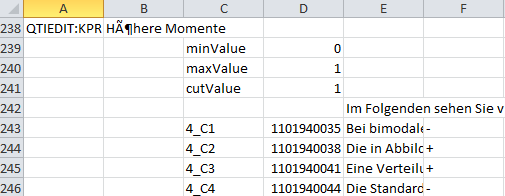 A B C D E F
238 QTIEDIT:KPR HÃ¶here Momente
239 minValue 0
240 maxValue 1
241 cutValue 1
242 Im Folgenden sehen Sie v
243 4_C1 1101940035 Bei bimodale -
244 4_C2 1101940038 Die in Abbild +
245 4_C3 1101940041 Eine Verteilu +
246 4_C4 1101940044 Die Standard -